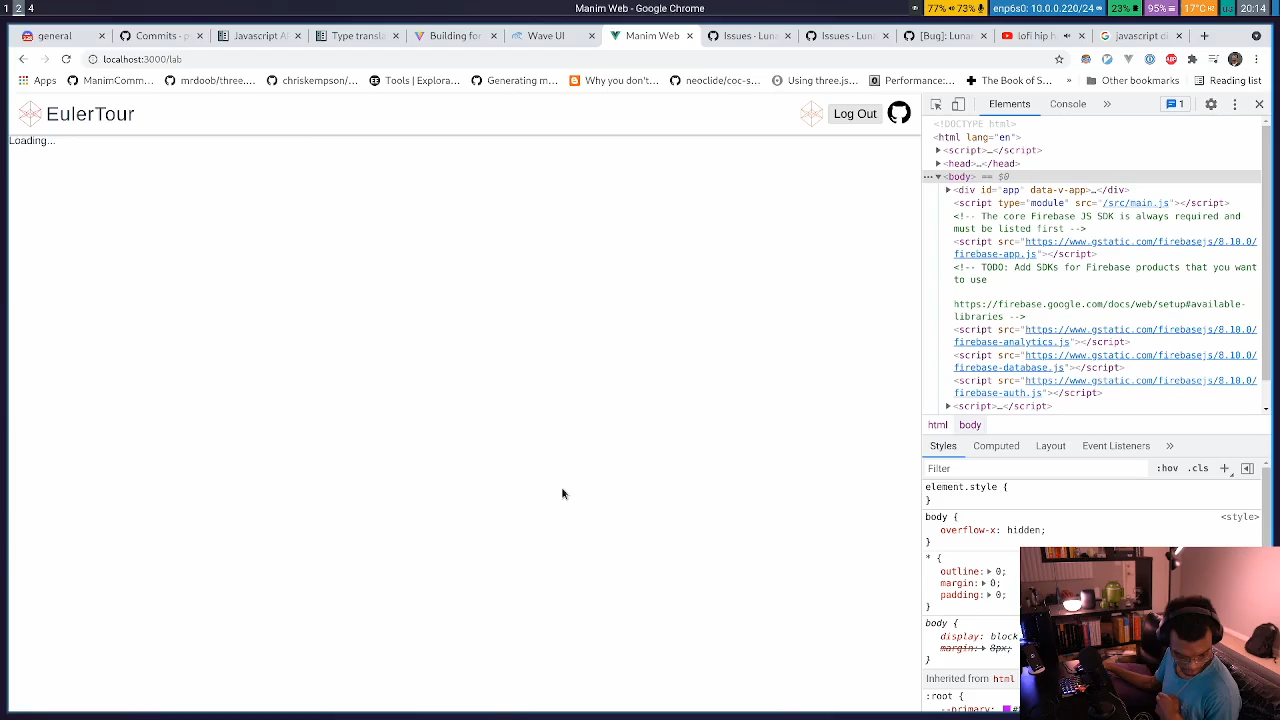 1 2 4
Manim Web - Google Chrome
77% 73%
enp6s0: 10.0.0.220/24
23%
95%
17°C
us
20:14
general
Commits · p
Javascript AP
Type transla
Building for
Wave UI
Manim Web
Issues · Luna
Issues · Luna
[Bug]: Lunar
lofi hip h
javascript di
localhost:3000/lab
Apps
ManimComm...
mrdoob/three....
chriskempson/...
Tools | Explora...
Generating m...
Why you don't...
neoclide/coc-s...
Using three.js...
Performance:...
The Book of S...
»
Other bookmarks
Reading list
EulerTour
Log Out
Loading...
Elements
Console
»
1
<!DOCTYPE html>
<html lang="en">
<script>…</script>
<head>…</head>
<body> == $0
<div id="app" data-v-app>…</div>
<script type="module" src="/src/main.js"></script>
<!-- The core Firebase JS SDK is always required and
must be listed first -->
<script src="https://www.gstatic.com/firebasejs/8.10.0/
firebase-app.js"></script>
<!-- TODO: Add SDKs for Firebase products that you want
to use
https://firebase.google.com/docs/web/setup#available-
libraries -->
<script src="https://www.gstatic.com/firebasejs/8.10.0/
firebase-analytics.js"></script>
<script src="https://www.gstatic.com/firebasejs/8.10.0/
firebase-database.js"></script>
<script src="https://www.gstatic.com/firebasejs/8.10.0/
firebase-auth.js"></script>
<script>…</script>
html body
Styles
Computed
Layout
Event Listeners
»
Filter
:hov .cls
element.style {
}
body {
<style>
overflow-x: hidden;
}
* {
outline: 0;
margin: 0;
padding: 0;
}
body {
display: block
margin: 8px;
}
Inherited from html
:root {
--primary: